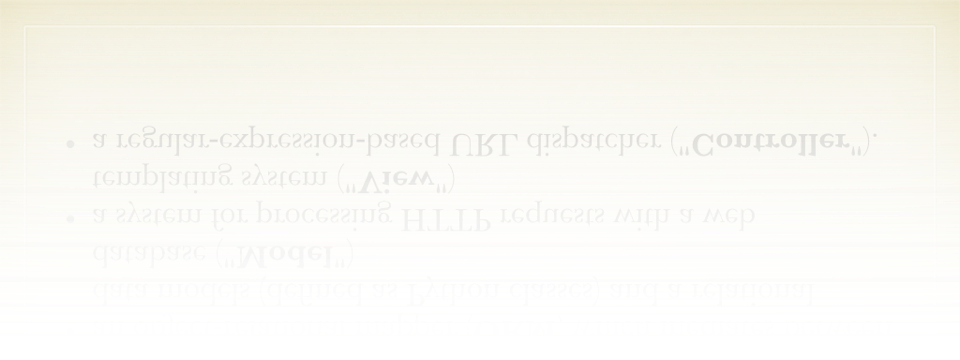 data models (defined as Python classes) and a relational
database ("Model")
• a system for processing HTTP requests with a web
templating system ("View")
• a regular-expression-based URL dispatcher ("Controller").